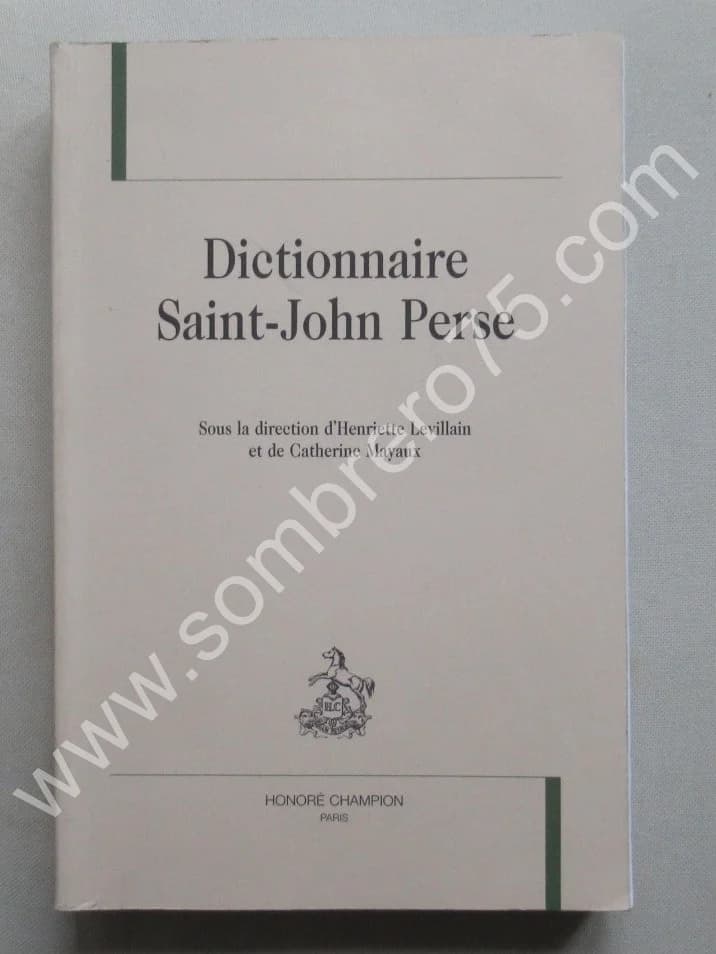 Dictionnaire
Saint-John Perse
Sous la direction d'Henriette Levillain
et de Catherine Mayaux
H.C
HONORÉ CHAMPION
PARIS
www.sombrero75.com